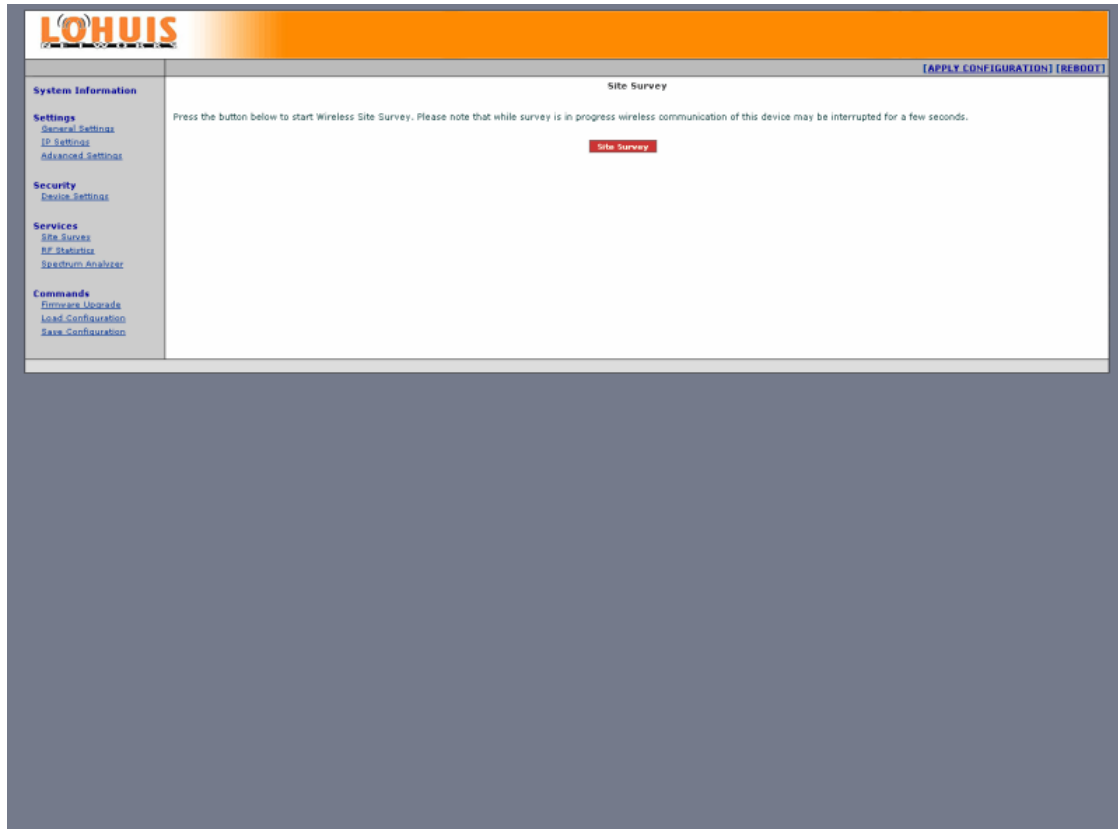 LOHUIS
NETWORKS
[APPLY CONFIGURATION] [REBOOT]
System Information
Settings
General Settings
IP Settings
Advanced Settings
Security
Device Settings
Services
Site Survey
RF Statistics
Spectrum Analyzer
Commands
Firmware Upgrade
Load Configuration
Save Configuration
Site Survey
Press the button below to start Wireless Site Survey. Please note that while survey is in progress wireless communication of this device may be interrupted for a few seconds.
Site Survey